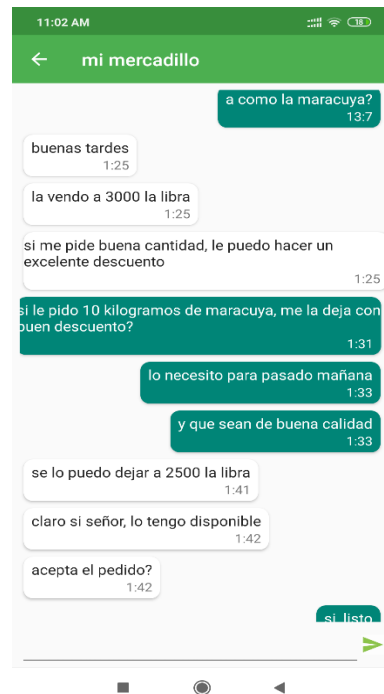 11:02 AM
18
mi mercadillo
a como la maracuya?
13:7
buenas tardes
1:25
la vendo a 3000 la libra
1:25
si me pide buena cantidad, le puedo hacer un
excelente descuento
1:25
si le pido 10 kilogramos de maracuya, me la deja con
buen descuento?
1:31
lo necesito para pasado mañana
1:33
y que sean de buena calidad
1:33
se lo puedo dejar a 2500 la libra
1:41
claro si señor, lo tengo disponible
1:42
acepta el pedido?
1:42
si listo